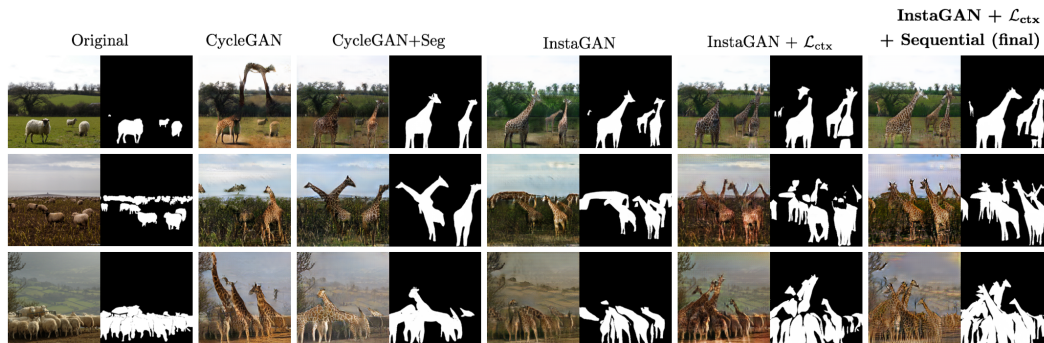 Original
CycleGAN
CycleGAN+Seg
InstaGAN
InstaGAN + ℒctx
InstaGAN + ℒctx
+ Sequential (final)